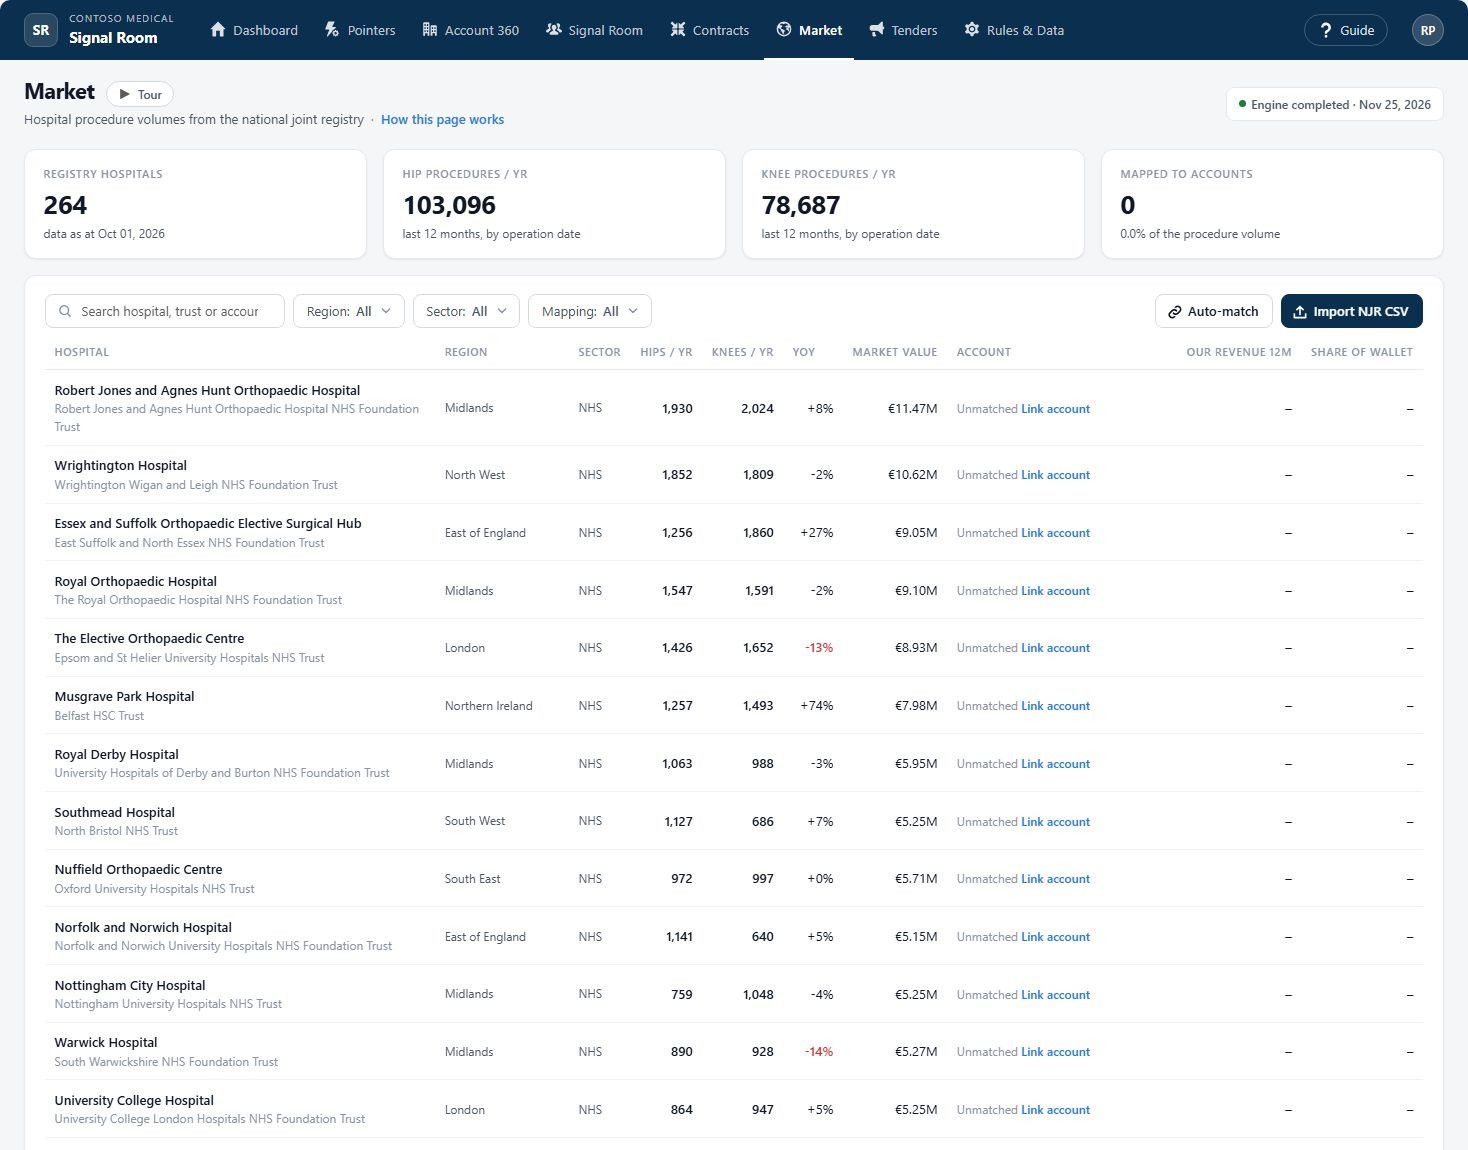 SR
CONTOSO MEDICAL
Signal Room
Dashboard
Pointers
Account 360
Signal Room
Contracts
Market
Tenders
Rules & Data
? Guide
RP
Market
Tour
Hospital procedure volumes from the national joint registry · How this page works
Engine completed · Nov 25, 2026
REGISTRY HOSPITALS
264
data as at Oct 01, 2026
HIP PROCEDURES / YR
103,096
last 12 months, by operation date
KNEE PROCEDURES / YR
78,687
last 12 months, by operation date
MAPPED TO ACCOUNTS
0
0.0% of the procedure volume
Search hospital, trust or accour
Region: All
Sector: All
Mapping: All
Auto-match
Import NJR CSV
HOSPITAL REGION SECTOR HIPS / YR KNEES / YR YOY MARKET VALUE ACCOUNT OUR REVENUE 12M SHARE OF WALLET
Robert Jones and Agnes Hunt Orthopaedic Hospital
Robert Jones and Agnes Hunt Orthopaedic Hospital NHS Foundation
Trust
Midlands NHS 1,930 2,024 +8% €11.47M Unmatched Link account – –
Wrightington Hospital
Wrightington Wigan and Leigh NHS Foundation Trust
North West NHS 1,852 1,809 -2% €10.62M Unmatched Link account – –
Essex and Suffolk Orthopaedic Elective Surgical Hub
East Suffolk and North Essex NHS Foundation Trust
East of England NHS 1,256 1,860 +27% €9.05M Unmatched Link account – –
Royal Orthopaedic Hospital
The Royal Orthopaedic Hospital NHS Foundation Trust
Midlands NHS 1,547 1,591 -2% €9.10M Unmatched Link account – –
The Elective Orthopaedic Centre
Epsom and St Helier University Hospitals NHS Trust
London NHS 1,426 1,652 -13% €8.93M Unmatched Link account – –
Musgrave Park Hospital
Belfast HSC Trust
Northern Ireland NHS 1,257 1,493 +74% €7.98M Unmatched Link account – –
Royal Derby Hospital
University Hospitals of Derby and Burton NHS Foundation Trust
Midlands NHS 1,063 988 -3% €5.95M Unmatched Link account – –
Southmead Hospital
North Bristol NHS Trust
South West NHS 1,127 686 +7% €5.25M Unmatched Link account – –
Nuffield Orthopaedic Centre
Oxford University Hospitals NHS Trust
South East NHS 972 997 +0% €5.71M Unmatched Link account – –
Norfolk and Norwich Hospital
Norfolk and Norwich University Hospitals NHS Foundation Trust
East of England NHS 1,141 640 +5% €5.15M Unmatched Link account – –
Nottingham City Hospital
Nottingham University Hospitals NHS Trust
Midlands NHS 759 1,048 -4% €5.25M Unmatched Link account – –
Warwick Hospital
South Warwickshire NHS Foundation Trust
Midlands NHS 890 928 -14% €5.27M Unmatched Link account – –
University College Hospital
University College London Hospitals NHS Foundation Trust
London NHS 864 947 +5% €5.25M Unmatched Link account – –